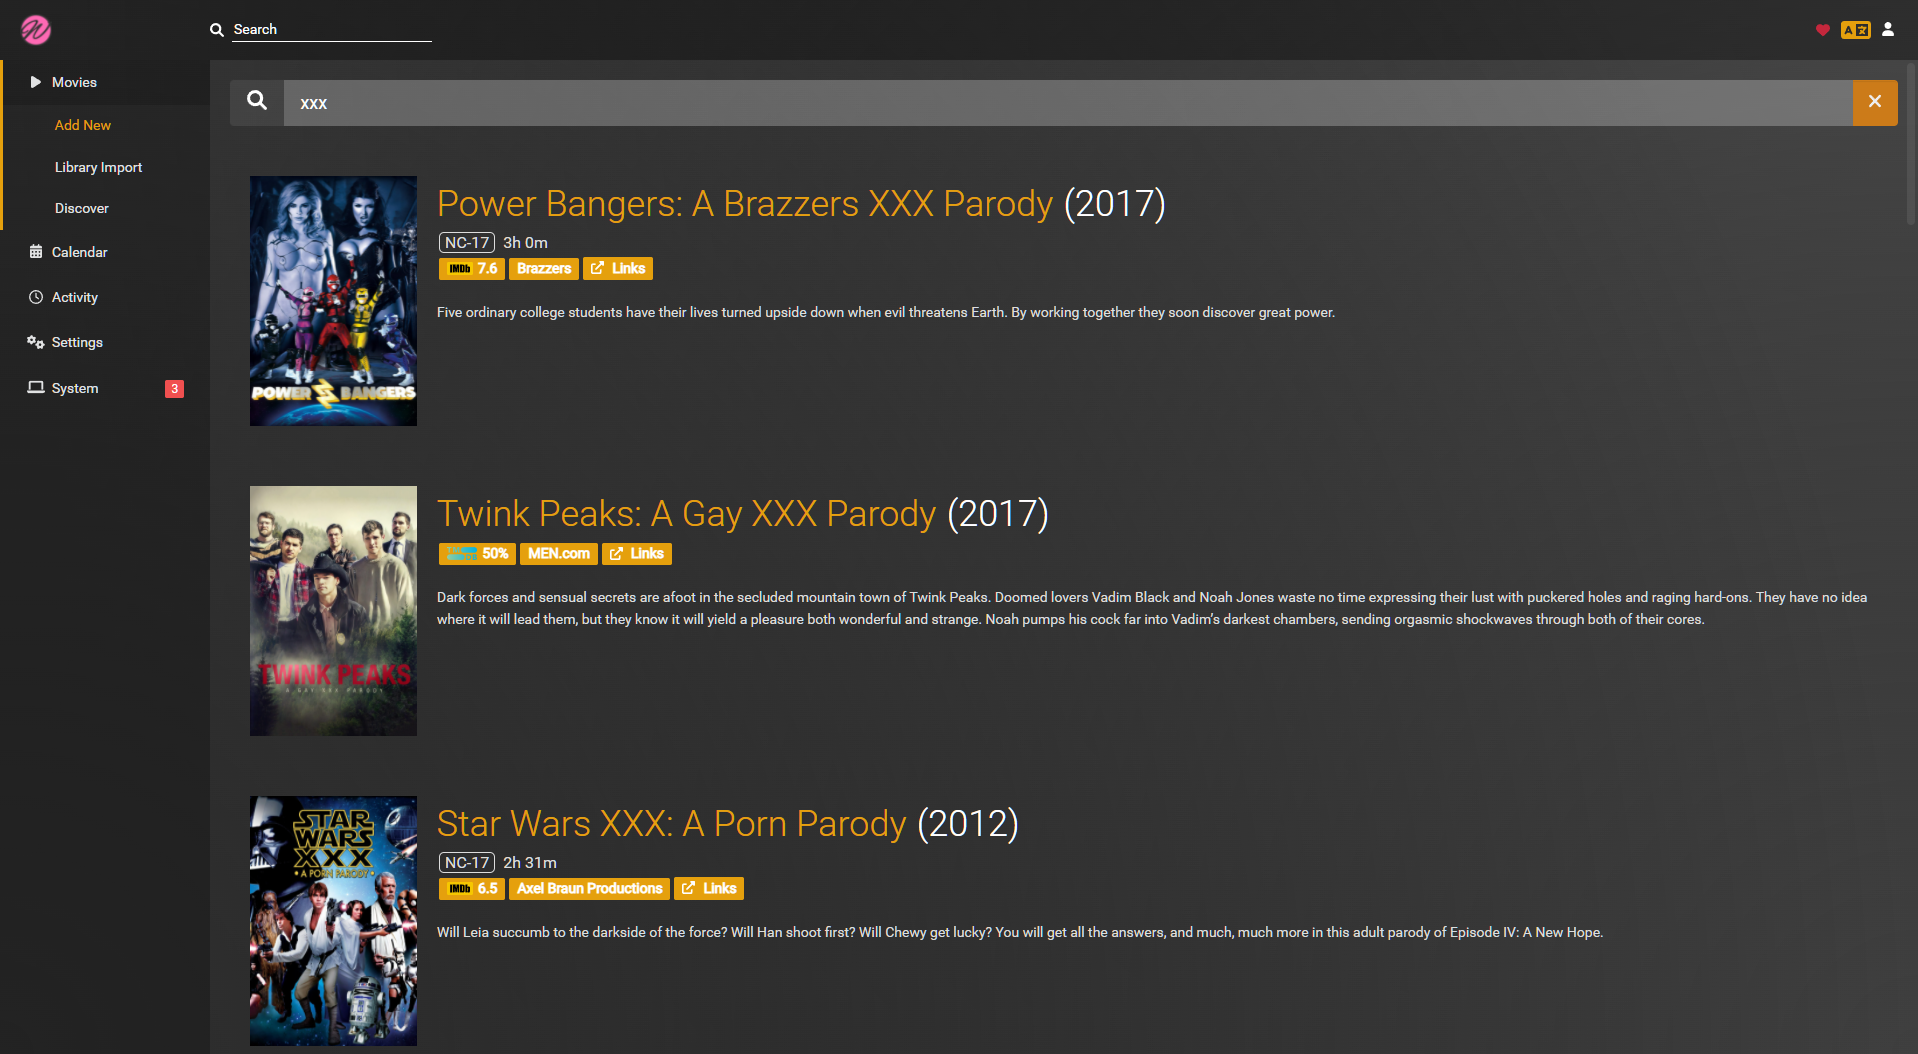 Search
Movies
Add New
Library Import
Discover
Calendar
Activity
Settings
System 3
xxx
Power Bangers: A Brazzers XXX Parody (2017)
NC-17 3h 0m
IMDb 7.6 Brazzers Links
Five ordinary college students have their lives turned upside down when evil threatens Earth. By working together they soon discover great power.
POWER BANGERS
Twink Peaks: A Gay XXX Parody (2017)
50% MEN.com Links
Dark forces and sensual secrets are afoot in the secluded mountain town of Twink Peaks. Doomed lovers Vadim Black and Noah Jones waste no time expressing their lust with puckered holes and raging hard-ons. They have no idea
where it will lead them, but they know it will yield a pleasure both wonderful and strange. Noah pumps his cock far into Vadim’s darkest chambers, sending orgasmic shockwaves through both of their cores.
TWINK PEAKS
A GAY XXX PARODY
Star Wars XXX: A Porn Parody (2012)
NC-17 2h 31m
IMDb 6.5 Axel Braun Productions Links
Will Leia succumb to the darkside of the force? Will Han shoot first? Will Chewy get lucky? You will get all the answers, and much, much more in this adult parody of Episode IV: A New Hope.
STAR
WARS
XXX
• A PORN PARODY •